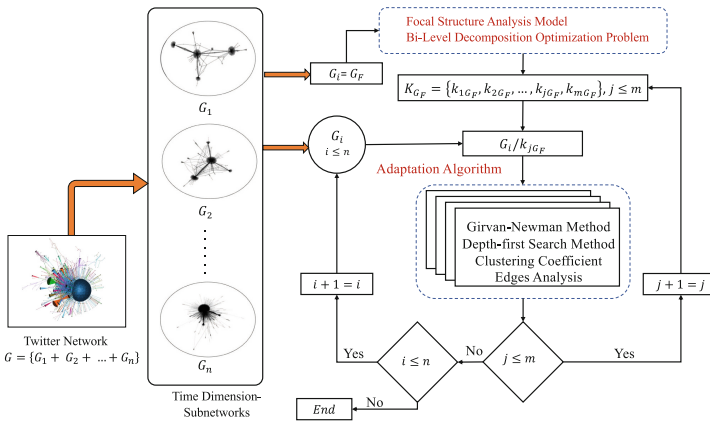 Focal Structure Analysis Model
Bi-Level Decomposition Optimization Problem
G_i = G_F
K_{G_F} = {k_{1G_F}, k_{2G_F}, ..., k_{jG_F}, k_{mG_F}}, j ≤ m
G_1
G_i
i ≤ n
G_i/k_{jG_F}
Adaptation Algorithm
G_2
Girvan-Newman Method
Depth-first Search Method
Clustering Coefficient
Edges Analysis
i + 1 = i
j + 1 = j
Twitter Network
G = {G_1 + G_2 + ... + G_n}
G_n
Yes
i ≤ n
No
j ≤ m
Yes
Time Dimension-
Subnetworks
End
No